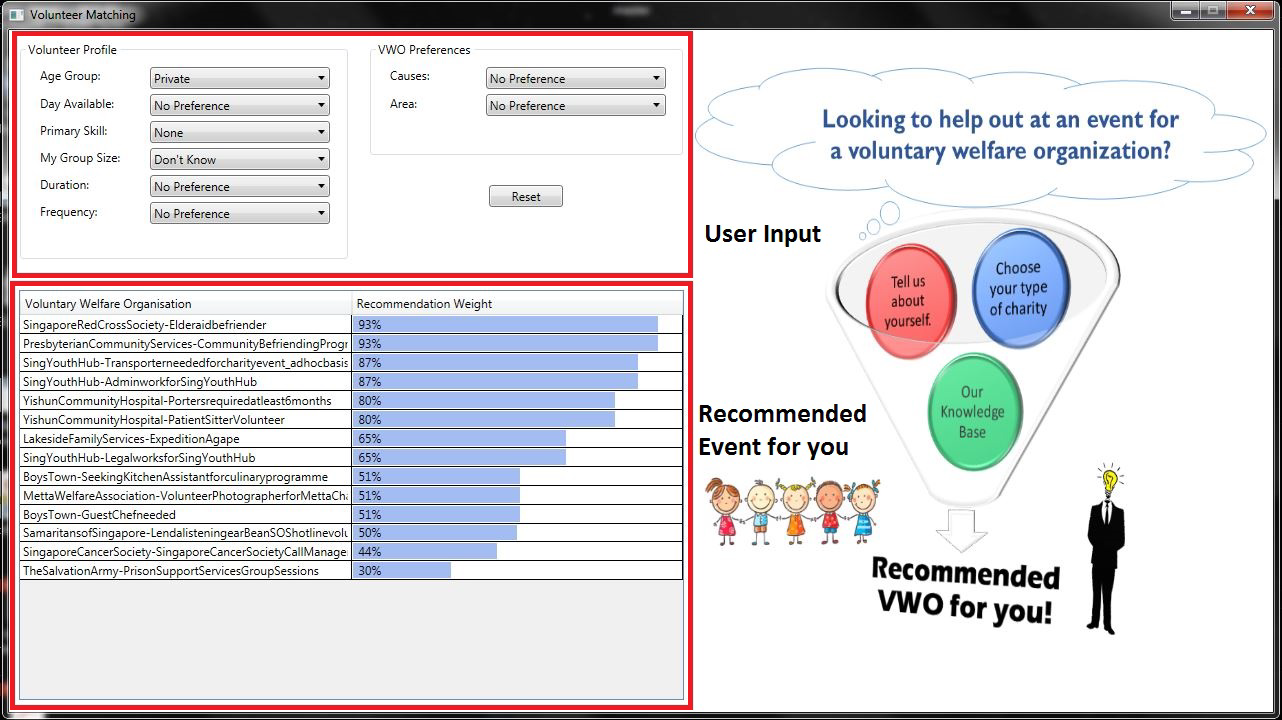 Volunteer Matching
Volunteer Profile
Age Group: Private
Day Available: No Preference
Primary Skill: None
My Group Size: Don't Know
Duration: No Preference
Frequency: No Preference
VWO Preferences
Causes: No Preference
Area: No Preference
Reset
Voluntary Welfare Organisation Recommendation Weight
SingaporeRedCrossSociety-Elderaidbefriender 93%
PresbyterianCommunityServices-CommunityBefriendingProgr 93%
SingYouthHub-Transporterneededforcharityevent_adhocbasis 87%
SingYouthHub-AdminworkforSingYouthHub 87%
YishunCommunityHospital-Portersrequiredatleast6months 80%
YishunCommunityHospital-PatientSitterVolunteer 80%
LakesideFamilyServices-ExpeditionAgape 65%
SingYouthHub-LegalworksforSingYouthHub 65%
BoysTown-SeekingKitchenAssistantforculinaryprogramme 51%
MettaWelfareAssociation-VolunteerPhotographerforMettaCha 51%
BoysTown-GuestChefneeded 51%
SamaritansofSingapore-LendalisteningearBeanSOShotlinevolu 50%
SingaporeCancerSociety-SingaporeCancerSocietyCallManage 44%
TheSalvationArmy-PrisonSupportServicesGroupSessions 30%
Looking to help out at an event for
a voluntary welfare organization?
User Input
Tell us
about
yourself.
Choose
your type
of charity
Our
Knowledge
Base
Recommended
Event for you
Recommended
VWO for you!